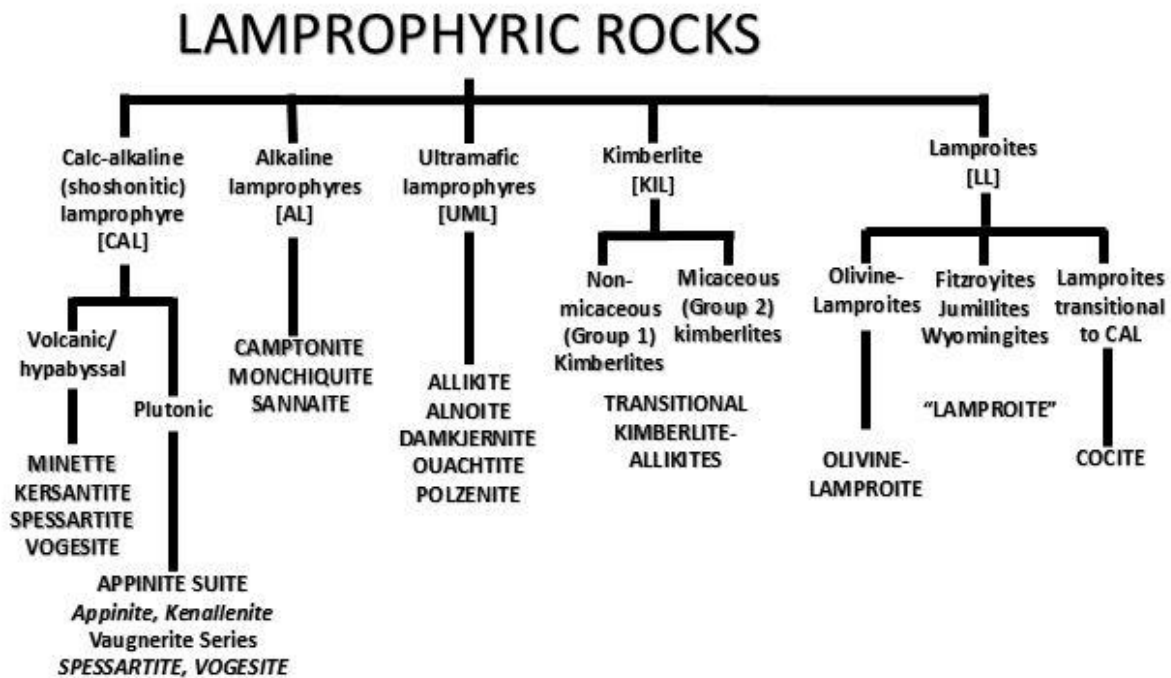 LAMPROPHYRIC ROCKS
Calc-alkaline
(shoshonitic)
lamprophyre
[CAL]
Volcanic/
hypabyssal
MINETTE
KERSANTITE
SPESSARTITE
VOGESITE
Plutonic
APPINITE SUITE
Appinite, Kenallenite
Vaugnerite Series
SPESSARTITE, VOGESITE
Alkaline
lamprophyres
[AL]
CAMPTONITE
MONCHIQUITE
SANNAITE
Ultramafic
lamprophyres
[UML]
ALLIKITE
ALNOITE
DAMKJERNITE
OUACHTITE
POLZENITE
Kimberlite
[KIL]
Non-
micaceous
(Group 1)
Kimberlites
Micaceous
(Group 2)
kimberlites
TRANSITIONAL
KIMBERLITE-
ALLIKITES
Lamproites
[LL]
Olivine-
Lamproites
OLIVINE-
LAMPROITE
Fitzroyites
Jumillites
Wyomingites
“LAMPROITE”
Lamproites
transitional
to CAL
COCITE